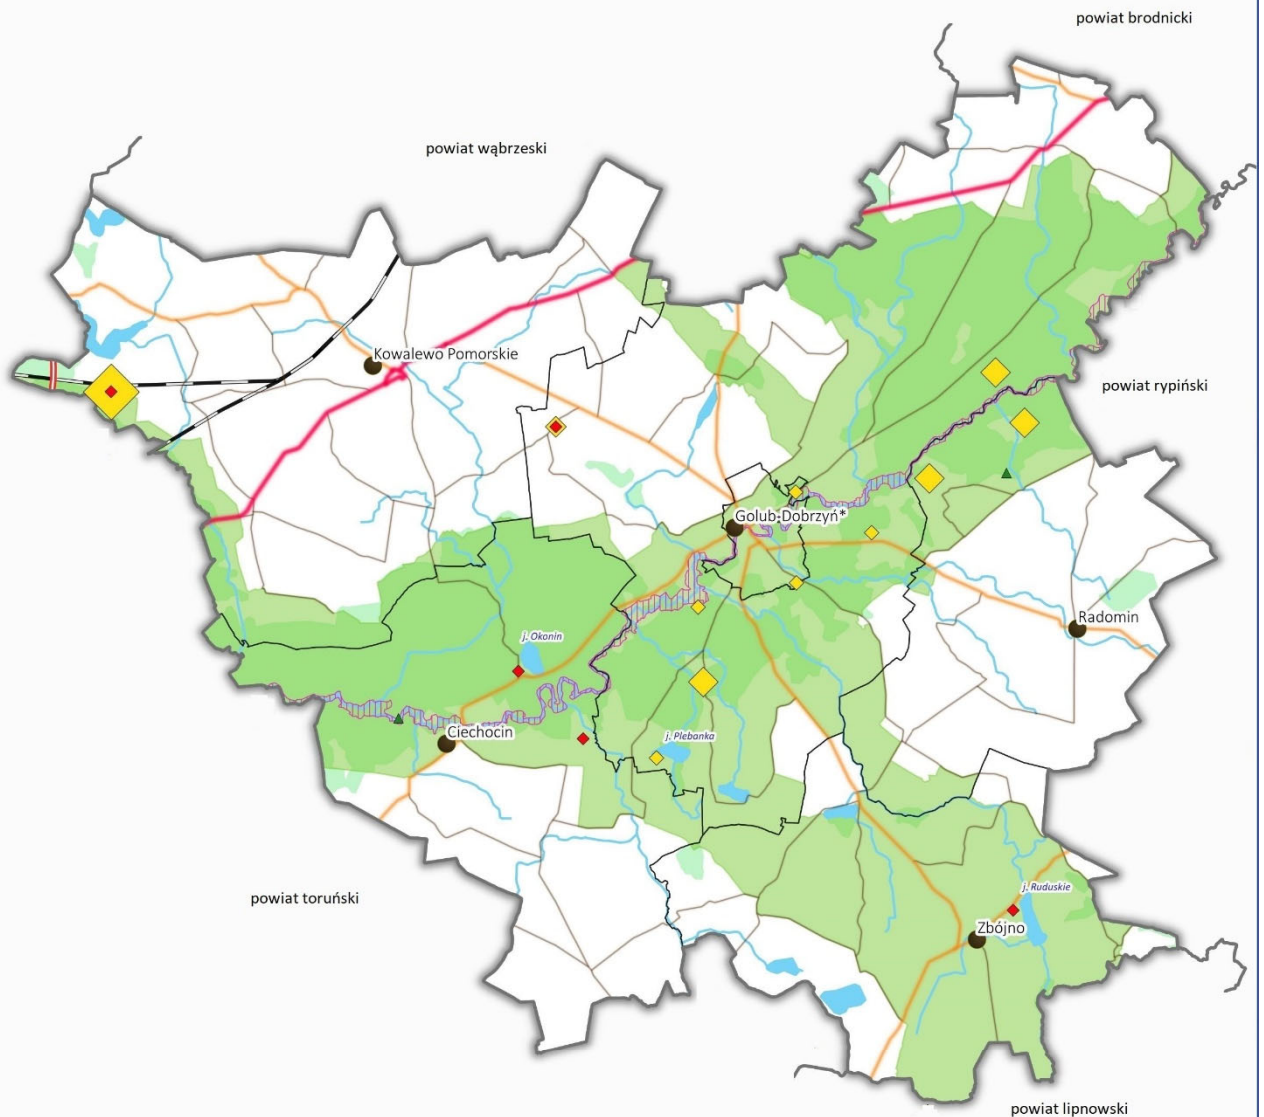 powiat brodnicki
powiat wąbrzeski
Kowalewo Pomorskie
powiat rypiński
Golub-Dobrzyń*
Radomin
j. Okonin
Ciechocin
j. Plebanka
powiat toruński
j. Ruduskie
Zbójno
powiat lipnowski